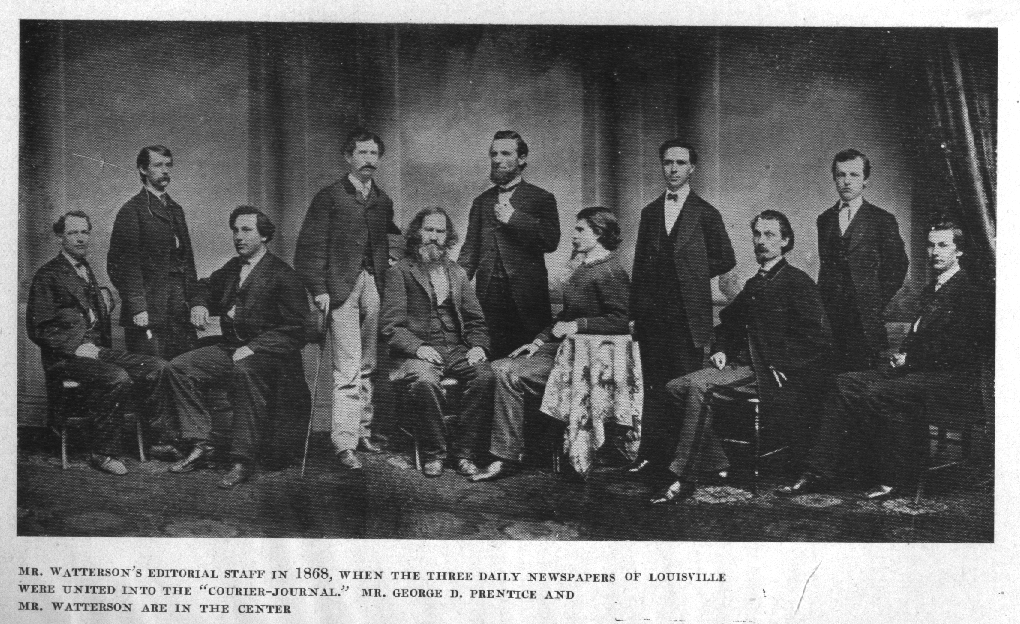 MR. WATTERSON'S EDITORIAL STAFF IN 1868, WHEN THE THREE DAILY NEWSPAPERS OF LOUISVILLE
WERE UNITED INTO THE "COURIER-JOURNAL." MR. GEORGE D. PRENTICE AND
MR. WATTERSON ARE IN THE CENTER